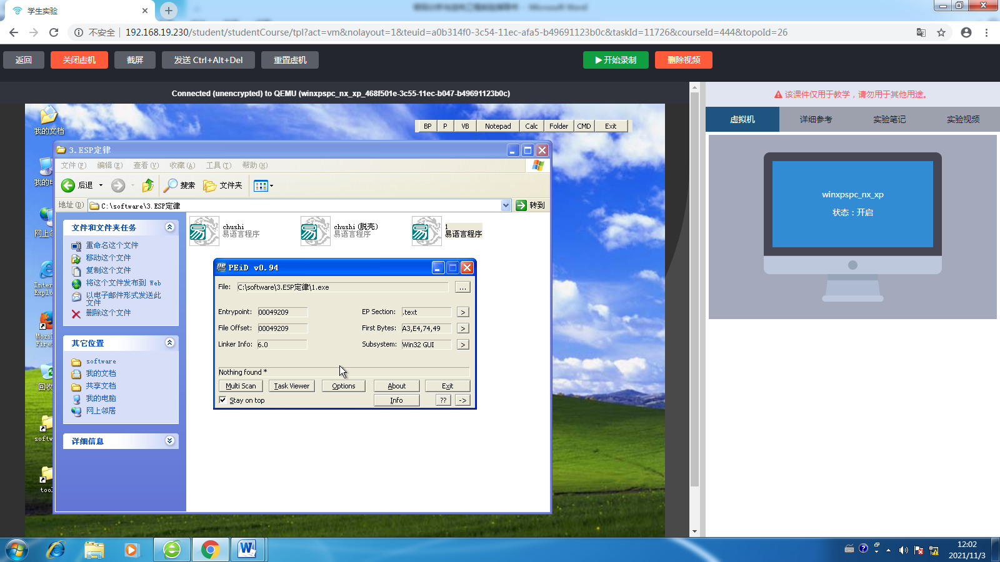 学生实验
不安全
192.168.19.230/student/studentCourse/tpl?act=vm&nolayout=1&teuid=a0b314f0-3c54-11ec-afa5-b49691123b0c&taskId=11726&courseId=444&topoId=26
返回
关闭虚机
截屏
发送 Ctrl+Alt+Del
重置虚机
开始录制
删除视频
Connected (unencrypted) to QEMU (winxpspc_nx_xp_468f501e-3c55-11ec-b047-b49691123b0c)
该课件仅用于教学，请勿用于其他用途。
虚拟机
详细参考
实验笔记
实验视频
winxpspc_nx_xp
状态：开启
我的文档
BP
P
VB
Notepad
Calc
Folder
CMD
Exit
3.ESP定律
文件(F)
编辑(E)
查看(V)
收藏(A)
工具(T)
帮助(H)
后退
搜索
文件夹
地址(D)
C:\software\3.ESP定律
转到
文件和文件夹任务
重命名这个文件
移动这个文件
复制这个文件
将这个文件发布到 Web
以电子邮件形式发送此
文件
删除这个文件
其它位置
software
我的文档
共享文档
我的电脑
网上邻居
详细信息
chushi
易语言程序
chushi(脱壳)
易语言程序
1
易语言程序
PEiD v0.94
File:
C:\software\3.ESP定律\1.exe
...
Entrypoint:
00049209
EP Section:
.text
>
File Offset:
00049209
First Bytes:
A3,E4,74,49
>
Linker Info:
6.0
Subsystem:
Win32 GUI
>
Nothing found *
Multi Scan
Task Viewer
Options
About
Exit
Stay on top
Info
??
->
我的电
网上邻
Intern
Explo
Mozi
Fire
回收
softw
too
12:02
2021/11/3